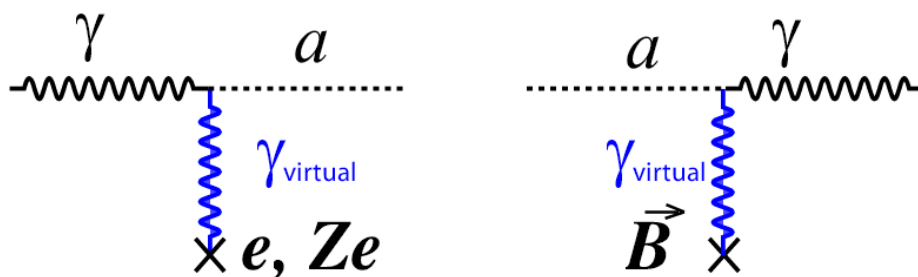 γ a a γ
γvirtual γvirtual
e, Ze B⃗